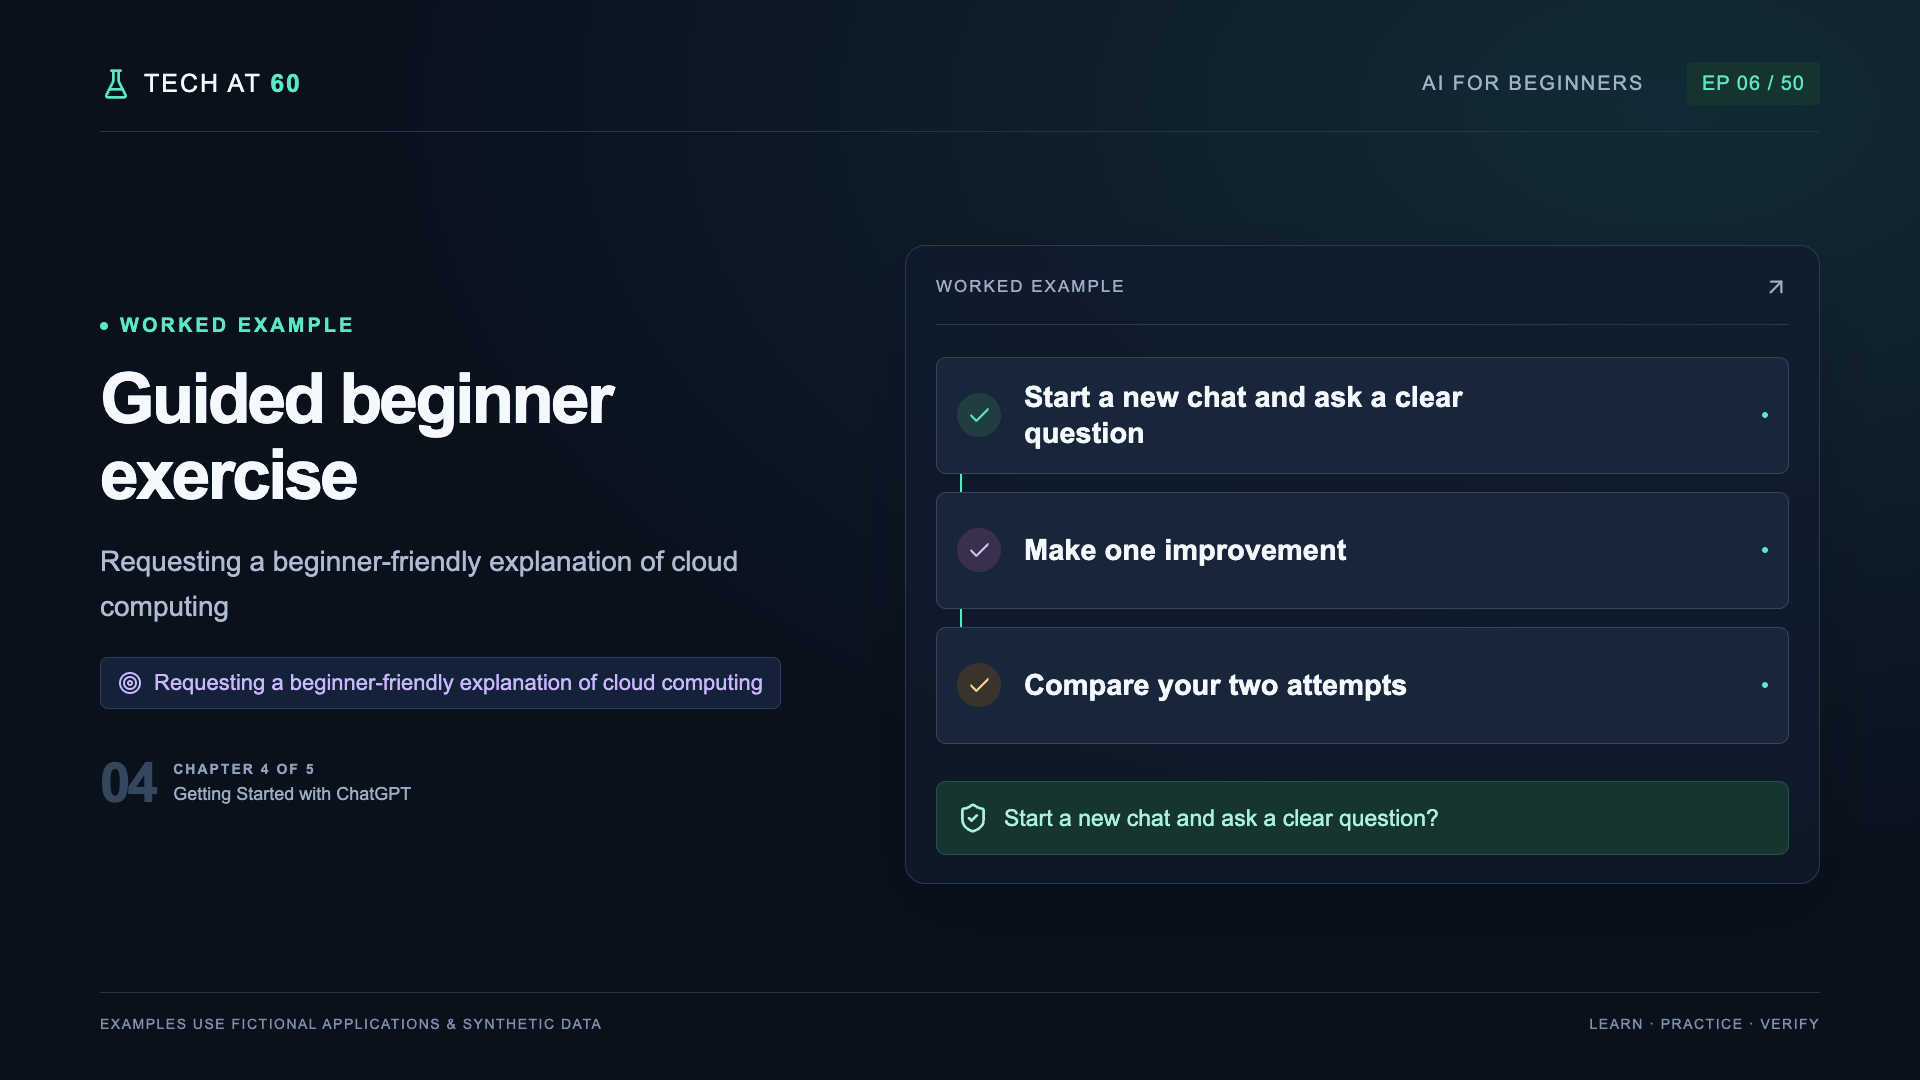 TECH AT 60
AI FOR BEGINNERS
EP 06 / 50
WORKED EXAMPLE
Guided beginner
exercise
Requesting a beginner-friendly explanation of cloud
computing
Requesting a beginner-friendly explanation of cloud computing
04
CHAPTER 4 OF 5
Getting Started with ChatGPT
WORKED EXAMPLE
Start a new chat and ask a clear
question
Make one improvement
Compare your two attempts
Start a new chat and ask a clear question?
EXAMPLES USE FICTIONAL APPLICATIONS & SYNTHETIC DATA
LEARN · PRACTICE · VERIFY